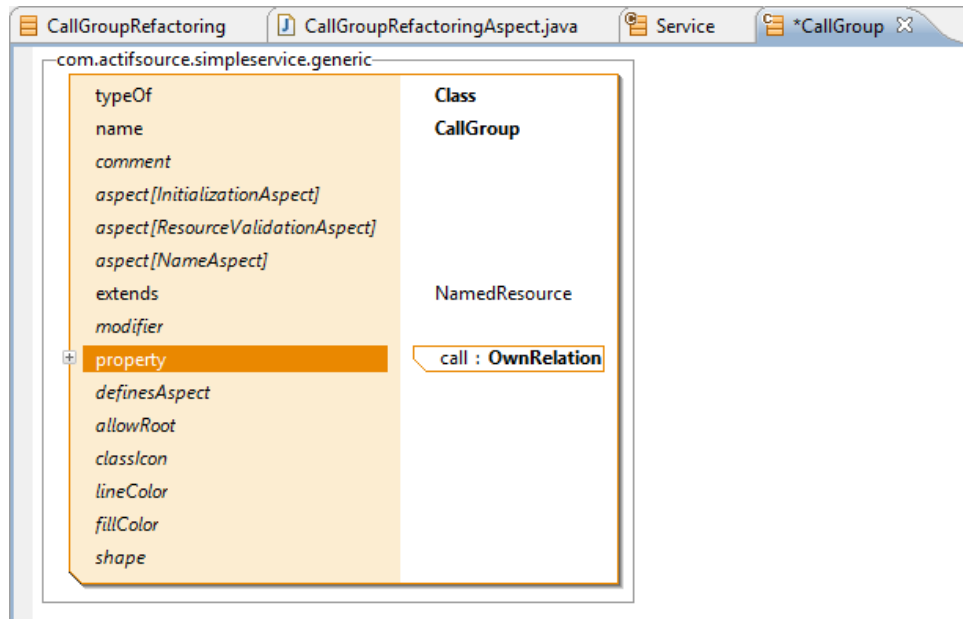 CallGroupRefactoring CallGroupRefactoringAspect.java Service *CallGroup
com.actifsource.simpleservice.generic
typeOf Class
name CallGroup
comment
aspect[InitializationAspect]
aspect[ResourceValidationAspect]
aspect[NameAspect]
extends NamedResource
modifier
property call : OwnRelation
definesAspect
allowRoot
classIcon
lineColor
fillColor
shape